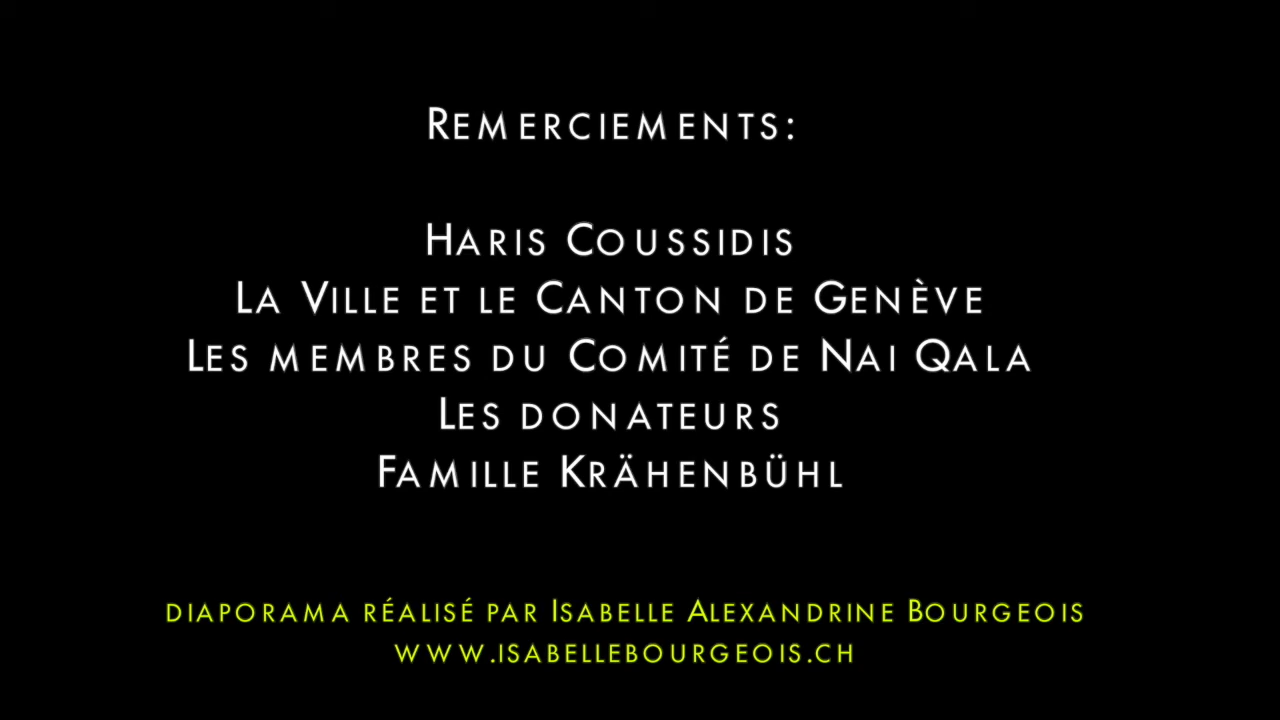 Remerciements:
Haris Coussidis
La Ville et le Canton de Genève
Les membres du Comité de Nai Qala
Les donateurs
Famille Krähenbühl
diaporama réalisé par Isabelle Alexandrine Bourgeois
www.isabellebourgeois.ch